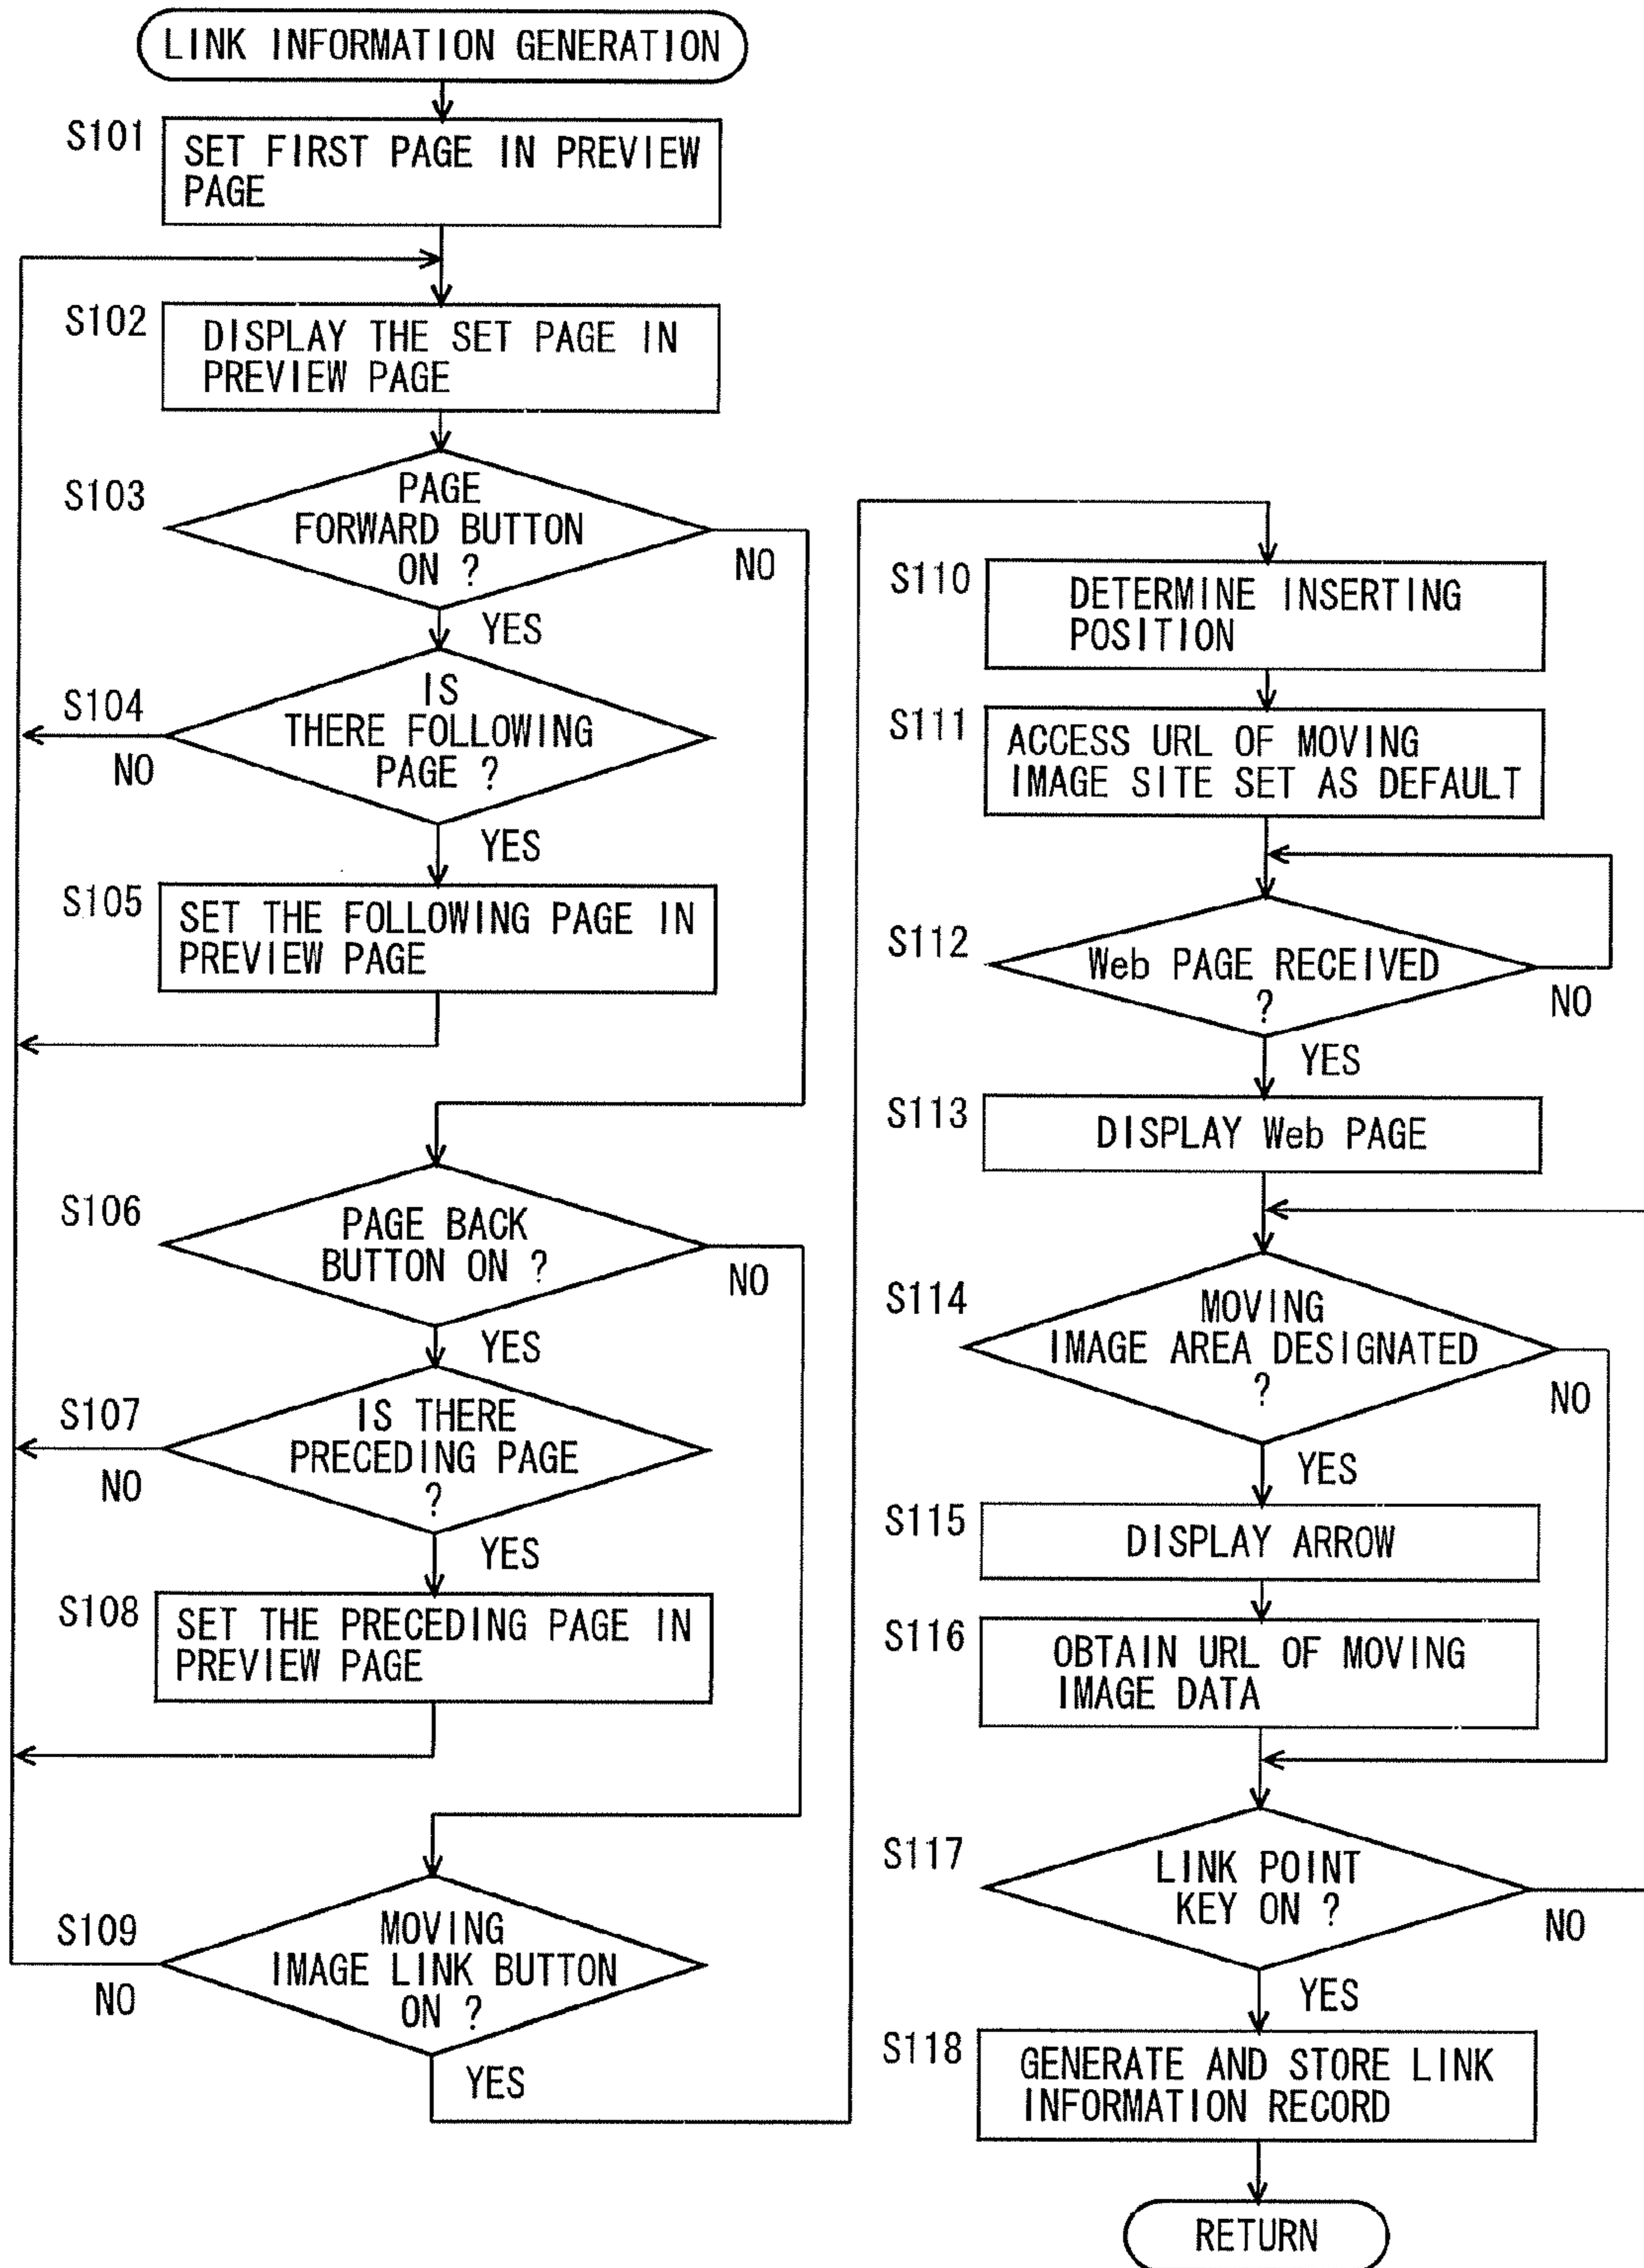 LINK INFORMATION GENERATION
S101
SET FIRST PAGE IN PREVIEW
PAGE
S102
DISPLAY THE SET PAGE IN
PREVIEW PAGE
S103
PAGE
FORWARD BUTTON
ON ?
NO
YES
S104
IS
THERE FOLLOWING
PAGE ?
NO
YES
S105
SET THE FOLLOWING PAGE IN
PREVIEW PAGE
S106
PAGE BACK
BUTTON ON ?
NO
YES
S107
IS THERE
PRECEDING PAGE
?
NO
YES
S108
SET THE PRECEDING PAGE IN
PREVIEW PAGE
S109
MOVING
IMAGE LINK BUTTON
ON ?
NO
YES
S110
DETERMINE INSERTING
POSITION
S111
ACCESS URL OF MOVING
IMAGE SITE SET AS DEFAULT
S112
Web PAGE RECEIVED
?
NO
YES
S113
DISPLAY Web PAGE
S114
MOVING
IMAGE AREA DESIGNATED
?
NO
YES
S115
DISPLAY ARROW
S116
OBTAIN URL OF MOVING
IMAGE DATA
S117
LINK POINT
KEY ON ?
NO
YES
S118
GENERATE AND STORE LINK
INFORMATION RECORD
RETURN